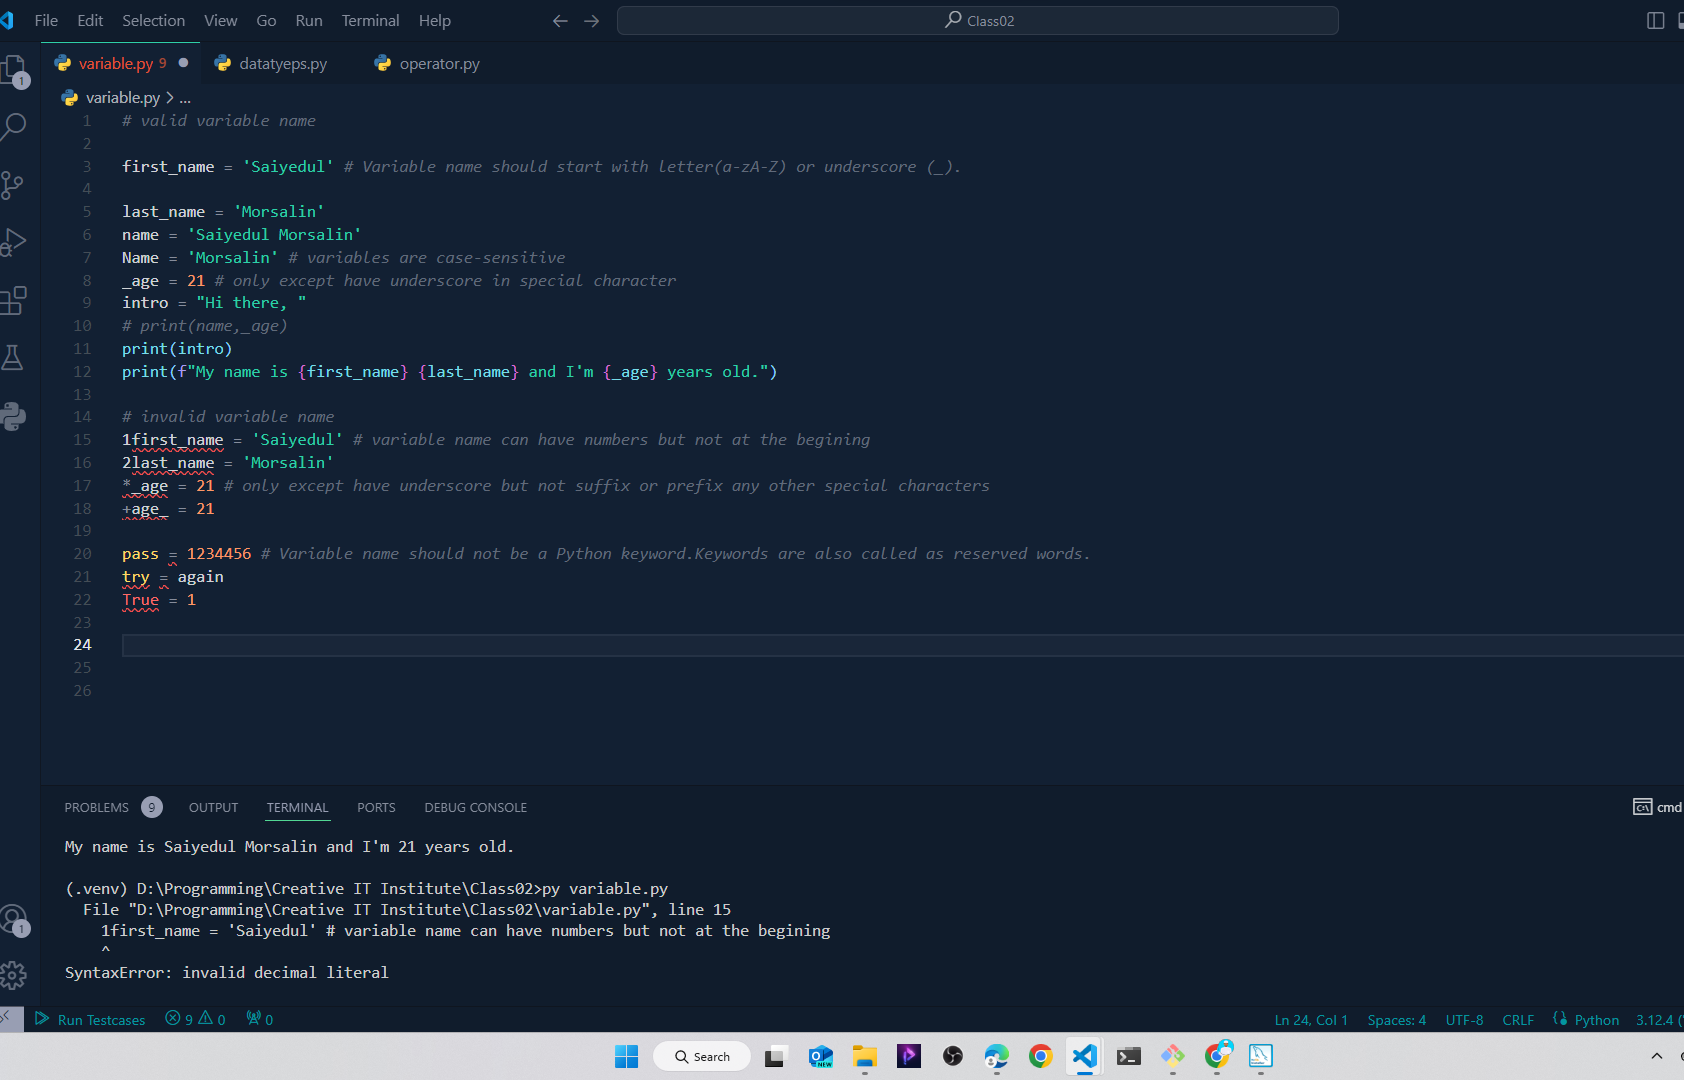 File Edit Selection View Go Run Terminal Help
Class02
variable.py 9
datatyeps.py
operator.py
1
variable.py > ...
1 # valid variable name
2
3 first_name = 'Saiyedul' # Variable name should start with letter(a-zA-Z) or underscore (_).
4
5 last_name = 'Morsalin'
6 name = 'Saiyedul Morsalin'
7 Name = 'Morsalin' # variables are case-sensitive
8 _age = 21 # only except have underscore in special character
9 intro = "Hi there, "
10 # print(name,_age)
11 print(intro)
12 print(f"My name is {first_name} {last_name} and I'm {_age} years old.")
13
14 # invalid variable name
15 1first_name = 'Saiyedul' # variable name can have numbers but not at the begining
16 2last_name = 'Morsalin'
17 *_age = 21 # only except have underscore but not suffix or prefix any other special characters
18 +age_ = 21
19
20 pass = 1234456 # Variable name should not be a Python keyword.Keywords are also called as reserved words.
21 try = again
22 True = 1
23
24
25
26
PROBLEMS 9 OUTPUT TERMINAL PORTS DEBUG CONSOLE
cmd
My name is Saiyedul Morsalin and I'm 21 years old.
(.venv) D:\Programming\Creative IT Institute\Class02>py variable.py
File "D:\Programming\Creative IT Institute\Class02\variable.py", line 15
1first_name = 'Saiyedul' # variable name can have numbers but not at the begining
^
SyntaxError: invalid decimal literal
1
Run Testcases 9 0 0
Ln 24, Col 1 Spaces: 4 UTF-8 CRLF Python 3.12.4 (
Search
NEW